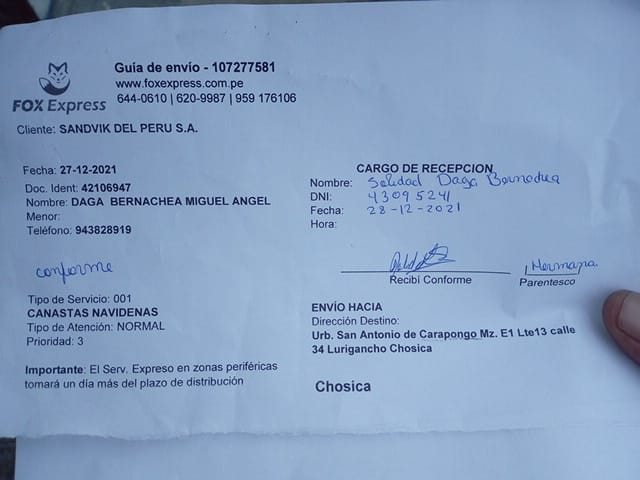 FOX Express
Guía de envío - 107277581
www.foxexpress.com.pe
644-0610 | 620-9987 | 959 176106
Cliente: SANDVIK DEL PERU S.A.
Fecha: 27-12-2021
Doc. Ident: 42106947
Nombre: DAGA BERNACHEA MIGUEL ANGEL
Menor:
Teléfono: 943828919
conforme
Tipo de Servicio: 001
CANASTAS NAVIDENAS
Tipo de Atención: NORMAL
Prioridad: 3
Importante: El Serv. Expreso en zonas periféricas
tomará un día más del plazo de distribución
CARGO DE RECEPCION
Nombre: Soledad Daga Bernachea
DNI: 43095241
Fecha: 28-12-2021
Hora:
Hermana
Recibí Conforme Parentesco
ENVÍO HACIA
Dirección Destino:
Urb. San Antonio de Carapongo Mz. E1 Lte13 calle
34 Lurigancho Chosica
Chosica